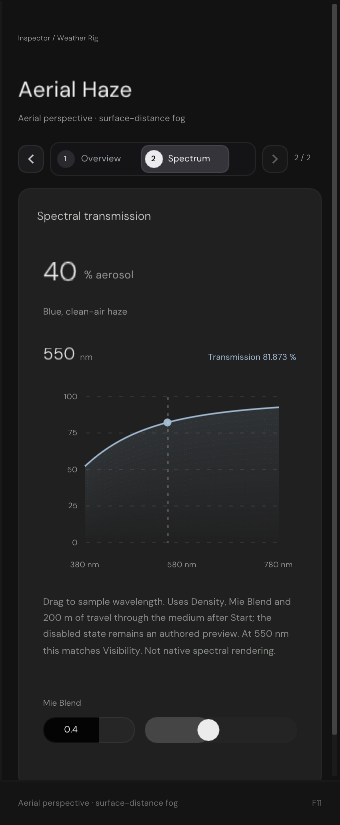 Inspector / Weather Rig
Aerial Haze
Aerial perspective · surface-distance fog
1 Overview 2 Spectrum 2 / 2
Spectral transmission
40 % aerosol
Blue, clean-air haze
550 nm Transmission 81.873 %
100
75
50
25
0
380 nm 580 nm 780 nm
Drag to sample wavelength. Uses Density, Mie Blend and
200 m of travel through the medium after Start; the
disabled state remains an authored preview. At 550 nm
this matches Visibility. Not native spectral rendering.
Mie Blend
0.4
Aerial perspective · surface-distance fog F11